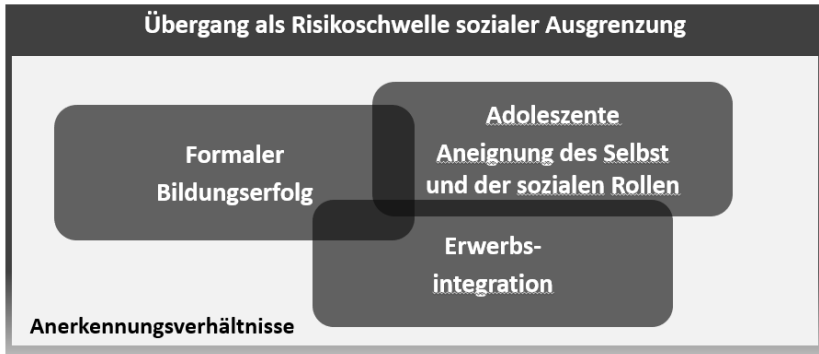 Übergang als Risikoschwelle sozialer Ausgrenzung
Formaler
Bildungserfolg
Adoleszente
Aneignung des Selbst
und der sozialen Rollen
Erwerbs-
integration
Anerkennungsverhältnisse